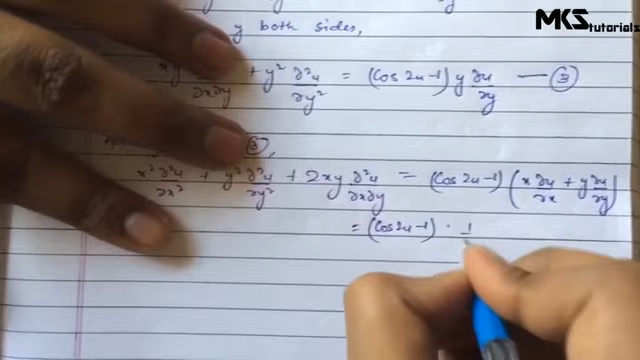 MKS
tutorials
y both sides,
∂x∂y + y² ∂²u/∂y² = (Cos 2u-1) y ∂u/∂y — ③
③,
x² ∂²u/∂x² + y² ∂²u/∂y² + 2xy ∂²u/∂x∂y = (Cos 2u-1) (x ∂u/∂x + y ∂u/∂y)
= (Cos 2u-1) · 1